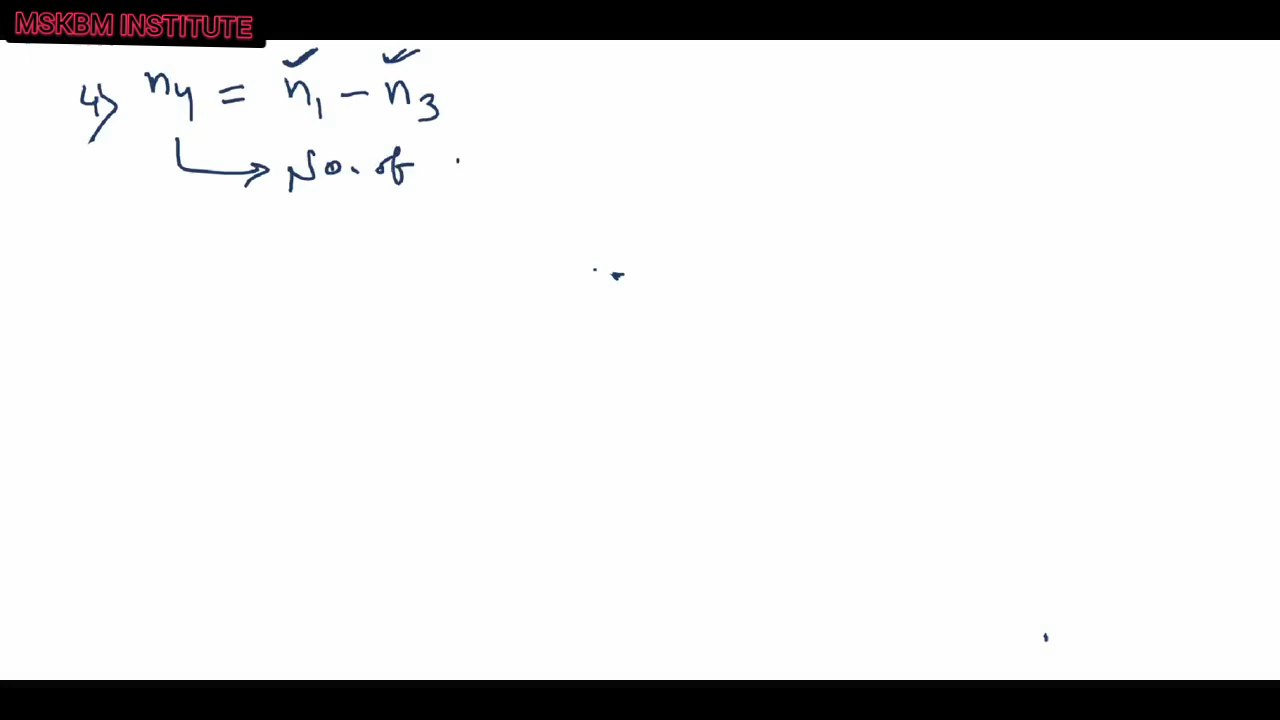 MSKBM INSTITUTE
4) n4 = n1 - n3
No. of